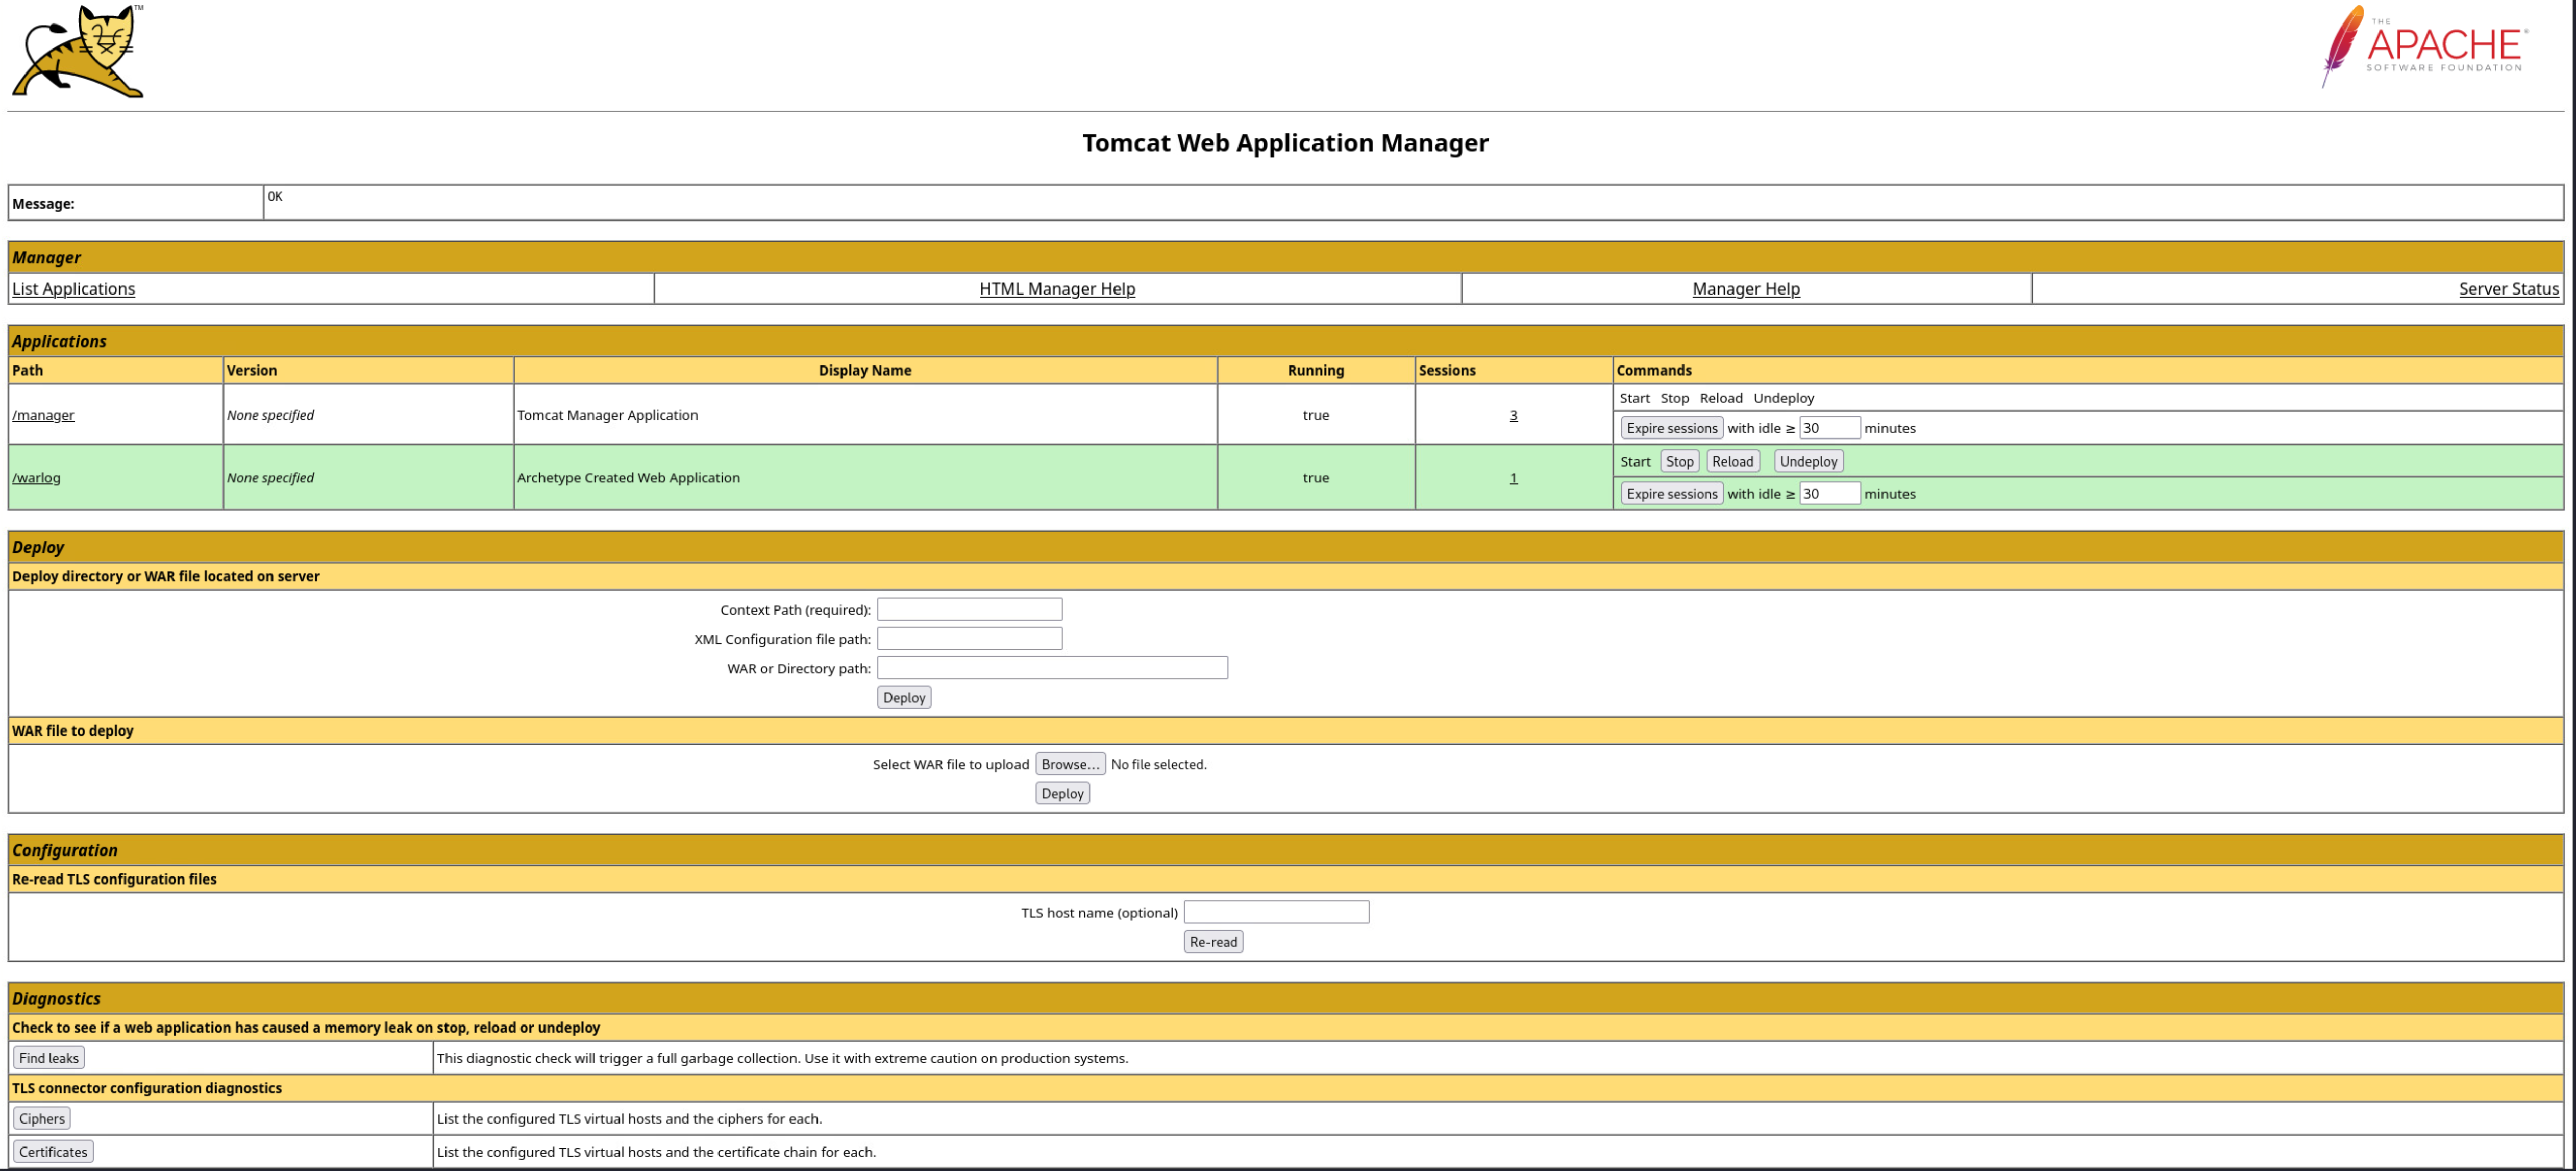 TM
THE
APACHE®
SOFTWARE FOUNDATION
Tomcat Web Application Manager
Message: OK
Manager
List Applications HTML Manager Help Manager Help Server Status
Applications
Path Version Display Name Running Sessions Commands
/manager None specified Tomcat Manager Application true 3 Start Stop Reload Undeploy
Expire sessions with idle ≥ 30 minutes
/warlog None specified Archetype Created Web Application true 1 Start Stop Reload Undeploy
Expire sessions with idle ≥ 30 minutes
Deploy
Deploy directory or WAR file located on server
Context Path (required):
XML Configuration file path:
WAR or Directory path:
Deploy
WAR file to deploy
Select WAR file to upload Browse... No file selected.
Deploy
Configuration
Re-read TLS configuration files
TLS host name (optional)
Re-read
Diagnostics
Check to see if a web application has caused a memory leak on stop, reload or undeploy
Find leaks This diagnostic check will trigger a full garbage collection. Use it with extreme caution on production systems.
TLS connector configuration diagnostics
Ciphers List the configured TLS virtual hosts and the ciphers for each.
Certificates List the configured TLS virtual hosts and the certificate chain for each.